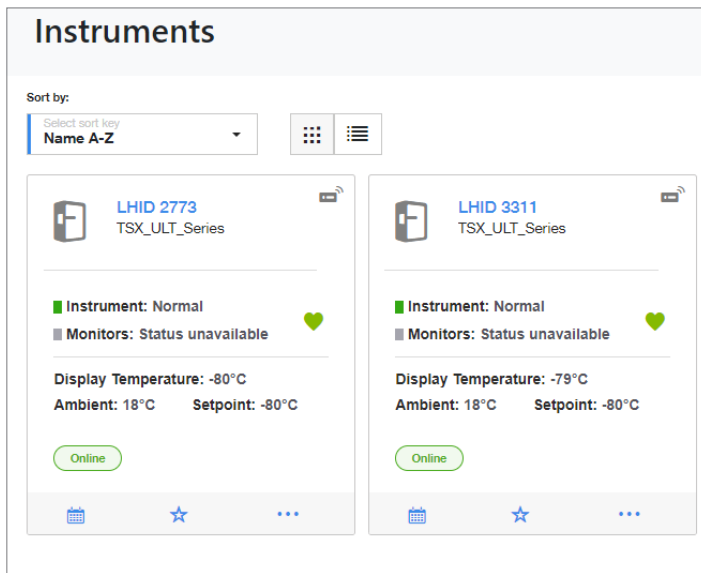 Instruments
Sort by:
Select sort key
Name A-Z
LHID 2773
TSX_ULT_Series
Instrument: Normal
Monitors: Status unavailable
Display Temperature: -80°C
Ambient: 18°C Setpoint: -80°C
Online
LHID 3311
TSX_ULT_Series
Instrument: Normal
Monitors: Status unavailable
Display Temperature: -79°C
Ambient: 18°C Setpoint: -80°C
Online